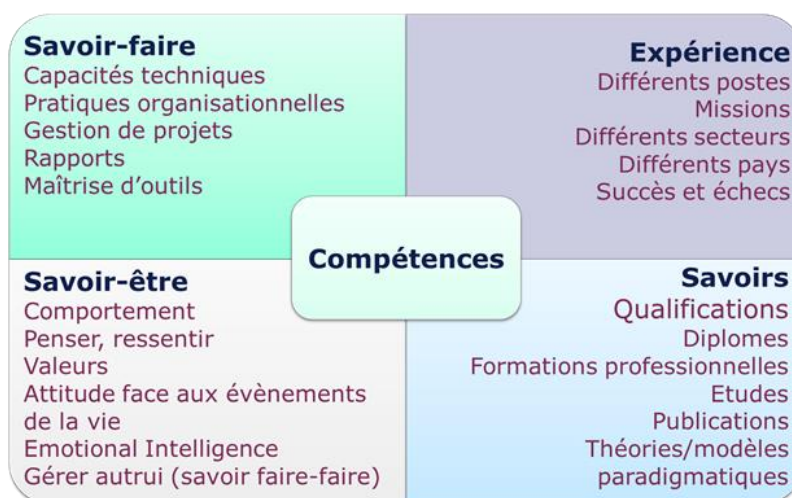 Savoir-faire
Capacités techniques
Pratiques organisationnelles
Gestion de projets
Rapports
Maîtrise d’outils
Expérience
Différents postes
Missions
Différents secteurs
Différents pays
Succès et échecs
Compétences
Savoir-être
Comportement
Penser, ressentir
Valeurs
Attitude face aux évènements
de la vie
Emotional Intelligence
Gérer autrui (savoir faire-faire)
Savoirs
Qualifications
Diplomes
Formations professionnelles
Etudes
Publications
Théories/modèles
paradigmatiques